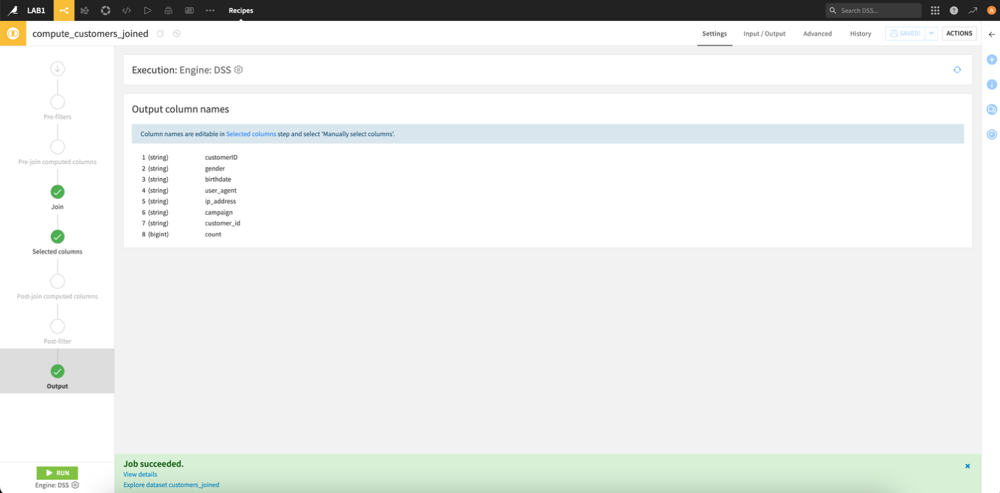 LAB1 Recipes Search DSS... A
compute_customers_joined Settings Input / Output Advanced History SAVED! ACTIONS
Execution: Engine: DSS
Output column names
Column names are editable in Selected columns step and select 'Manually select columns'.
1 (string) customerID
2 (string) gender
3 (string) birthdate
4 (string) user_agent
5 (string) ip_address
6 (string) campaign
7 (string) customer_id
8 (bigint) count
Pre-filters
Pre-join computed columns
Join
Selected columns
Post-join computed columns
Post-filter
Output
RUN
Engine: DSS
Job succeeded.
View details
Explore dataset customers_joined